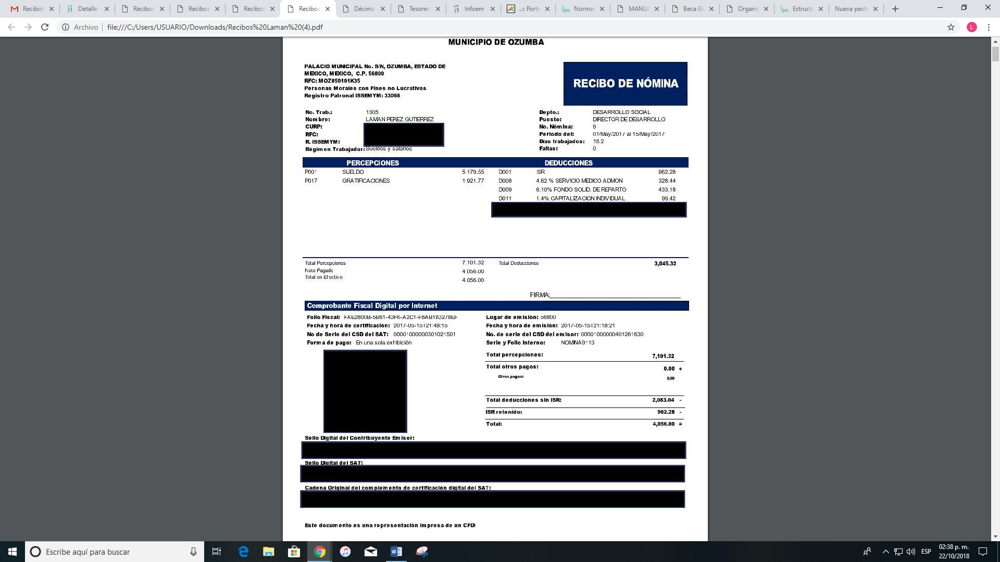 Recibido
Detalle
Recibos
Recibos
Recibos
Recibos
Décima
Tesorerí
Infoem
..:: Porta
Normat
MANUA
Beca GU
Organig
Estructu
Nueva pesta
Archivo
file:///C:/Users/USUARIO/Downloads/Recibos%20Laman%20(4).pdf
L
MUNICIPIO DE OZUMBA
PALACIO MUNICIPAL No. S/N, OZUMBA, ESTADO DE
MEXICO, MEXICO, C.P. 56800
RFC: MOZ850101K35
Personas Morales con Fines no Lucrativos
Registro Patronal ISSEMYM: 33068
RECIBO DE NÓMINA
No. Trab.: 1305
Nombre: LAMAN PEREZ GUTIERREZ
CURP:
RFC:
R. ISSEMYM:
Régimen Trabajador: Sueldos y salarios
Depto.: DESARROLLO SOCIAL
Puesto: DIRECTOR DE DESARROLLO
No. Nómina: 9
Periodo del: 01/May/2017 al 15/May/2017
Días trabajados: 15.2
Faltas: 0
PERCEPCIONES DEDUCCIONES
P001 SUELDO 5,179.55 D001 ISR 962.28
P017 GRATIFICACIONES 1,921.77 D008 4.62 % SERVICIO MEDICO ADMON 328.44
D009 6.10% FONDO SOLID. DE REPARTO 433.18
D011 1.4% CAPITALIZACION INDIVIDUAL 99.42
Total Percepciones 7,101.32 Total Deducciones 3,045.32
Neto Pagado 4,056.00
Total en Efectivo 4,056.00
FIRMA:
Comprobante Fiscal Digital por Internet
Folio Fiscal: FAE2800B-5B61-43F6-A2C1-F8AB183278EF Lugar de emisión: 56800
Fecha y hora de certificación: 2017-05-15T21:48:15 Fecha y hora de emisión: 2017-05-15T21:18:21
No de Serie del CSD del SAT: 00001000000301021501 No. de serie del CSD del emisor: 00001000000401261630
Forma de pago: En una sola exhibición Serie y Folio interno: NOMINA9113
Total percepciones: 7,101.32
Total otros pagos: 0.00 +
Otros pagos: 0.00
Total deducciones sin ISR: 2,083.04 -
ISR retenido: 962.28 -
Total: 4,056.00 =
Sello Digital del Contribuyente Emisor:
Sello Digital del SAT:
Cadena Original del complemento de certificación digital del SAT:
Este documento es una representación impresa de un CFDI
Escribe aquí para buscar
ESP
02:38 p. m.
22/10/2018